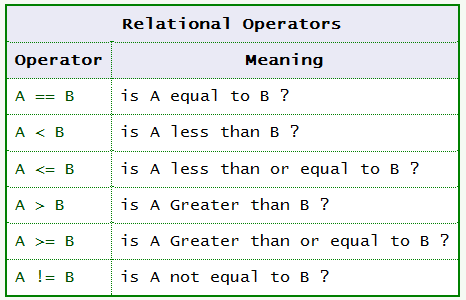 Relational Operators
Operator Meaning
A == B is A equal to B ?
A < B is A less than B ?
A <= B is A less than or equal to B ?
A > B is A Greater than B ?
A >= B is A Greater than or equal to B ?
A != B is A not equal to B ?